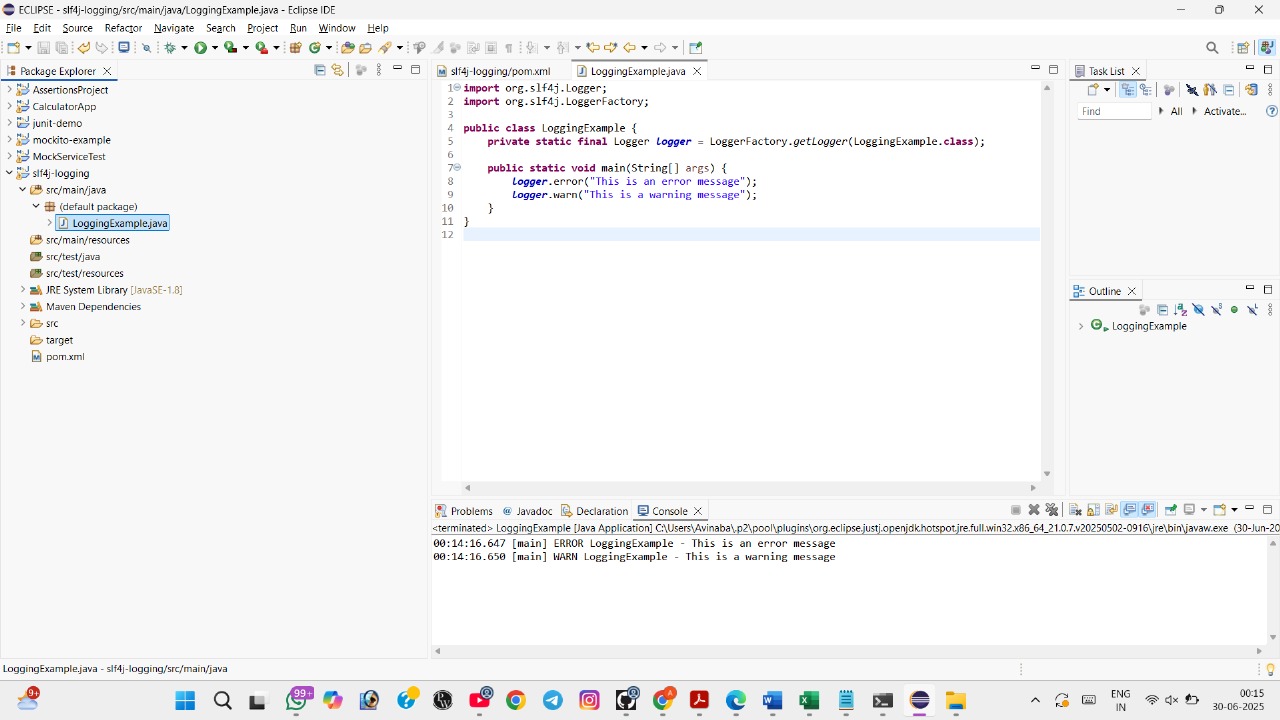 ECLIPSE - slf4j-logging/src/main/java/LoggingExample.java - Eclipse IDE
File Edit Source Refactor Navigate Search Project Run Window Help
Package Explorer
AssertionsProject
CalculatorApp
junit-demo
mockito-example
MockServiceTest
slf4j-logging
src/main/java
(default package)
LoggingExample.java
src/main/resources
src/test/java
src/test/resources
JRE System Library [JavaSE-1.8]
Maven Dependencies
src
target
pom.xml
slf4j-logging/pom.xml LoggingExample.java
1 import org.slf4j.Logger;
2 import org.slf4j.LoggerFactory;
3
4 public class LoggingExample {
5 private static final Logger logger = LoggerFactory.getLogger(LoggingExample.class);
6
7 public static void main(String[] args) {
8 logger.error("This is an error message");
9 logger.warn("This is a warning message");
10 }
11 }
12
Task List
Find All Activate...
Outline
LoggingExample
Problems Javadoc Declaration Console
<terminated> LoggingExample [Java Application] C:\Users\Avinaba\.p2\pool\plugins\org.eclipse.justj.openjdk.hotspot.jre.full.win32.x86_64_21.0.7.v20250502-0916\jre\bin\javaw.exe (30-Jun-20
00:14:16.647 [main] ERROR LoggingExample - This is an error message
00:14:16.650 [main] WARN LoggingExample - This is a warning message
LoggingExample.java - slf4j-logging/src/main/java
9+
99+
A
ENG
IN
00:15
30-06-2025